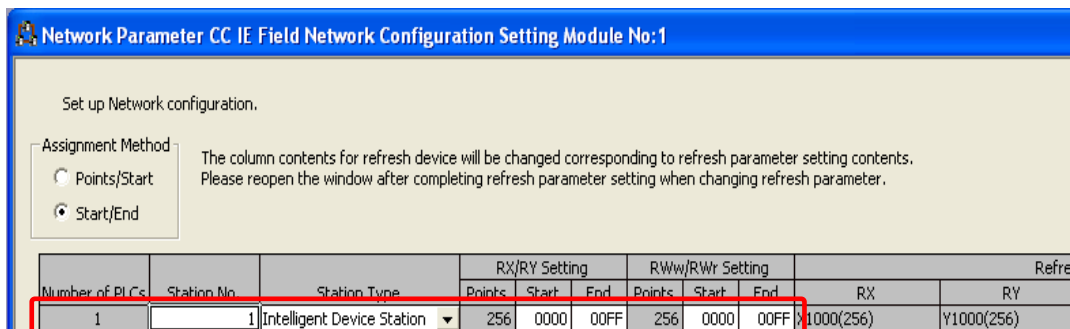 Network Parameter CC IE Field Network Configuration Setting Module No:1
Set up Network configuration.
Assignment Method
The column contents for refresh device will be changed corresponding to refresh parameter setting contents.
Points/Start
Please reopen the window after completing refresh parameter setting when changing refresh parameter.
Start/End
RX/RY Setting RWw/RWr Setting Refre
Number of PLCs Station No. Station Type Points Start End Points Start End RX RY
1 1 Intelligent Device Station 256 0000 00FF 256 0000 00FF X1000(256) Y1000(256)